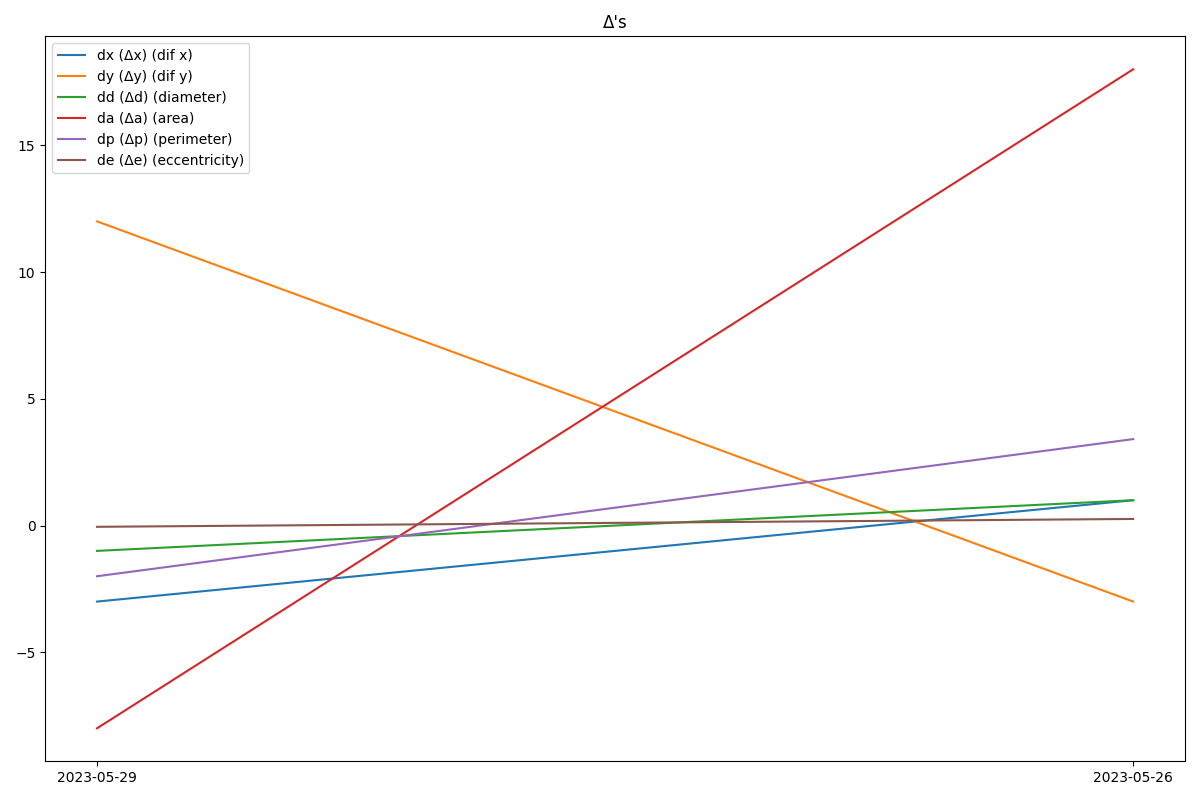 Δ's
dx (Δx) (dif x)
dy (Δy) (dif y)
dd (Δd) (diameter)
da (Δa) (area)
dp (Δp) (perimeter)
de (Δe) (eccentricity)
15
10
5
0
−5
2023-05-29
2023-05-26